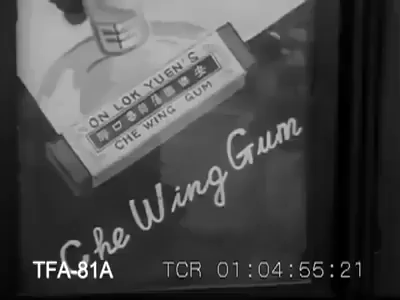 ON LOK YUEN'S
CHE WING GUM
Che Wing Gum
TFA-81A TCR 01:04:55:21